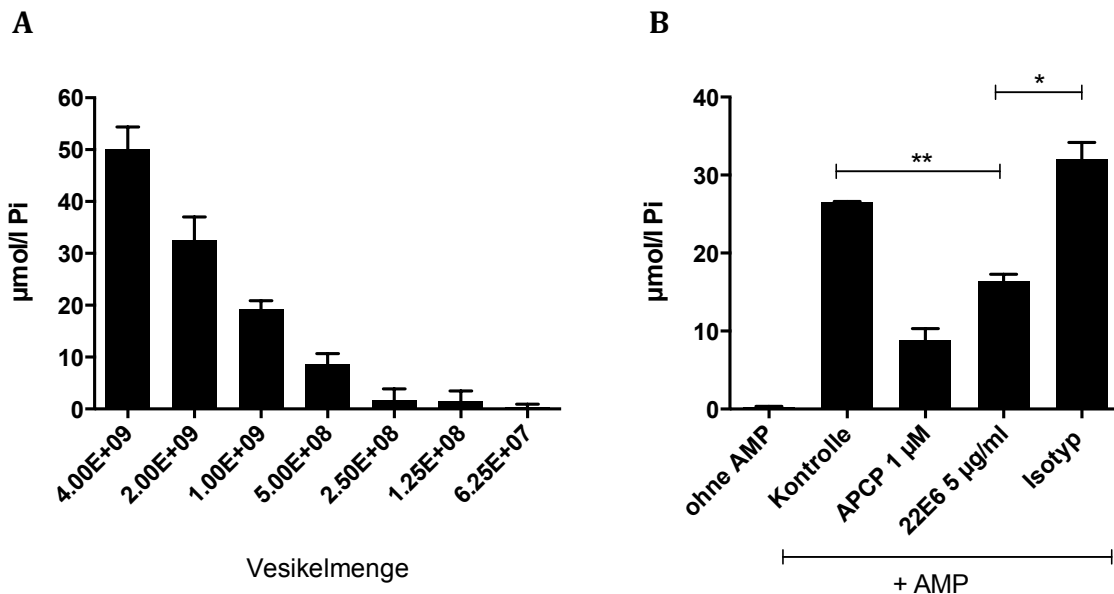 A
µmol/l Pi
60
50
40
30
20
10
0
4.00E+09
2.00E+09
1.00E+09
5.00E+08
2.50E+08
1.25E+08
6.25E+07
Vesikelmenge
B
µmol/l Pi
40
30
20
10
0
*
**
ohne AMP
Kontrolle
APCP 1 µM
22E6 5 µg/ml
Isotyp
+ AMP